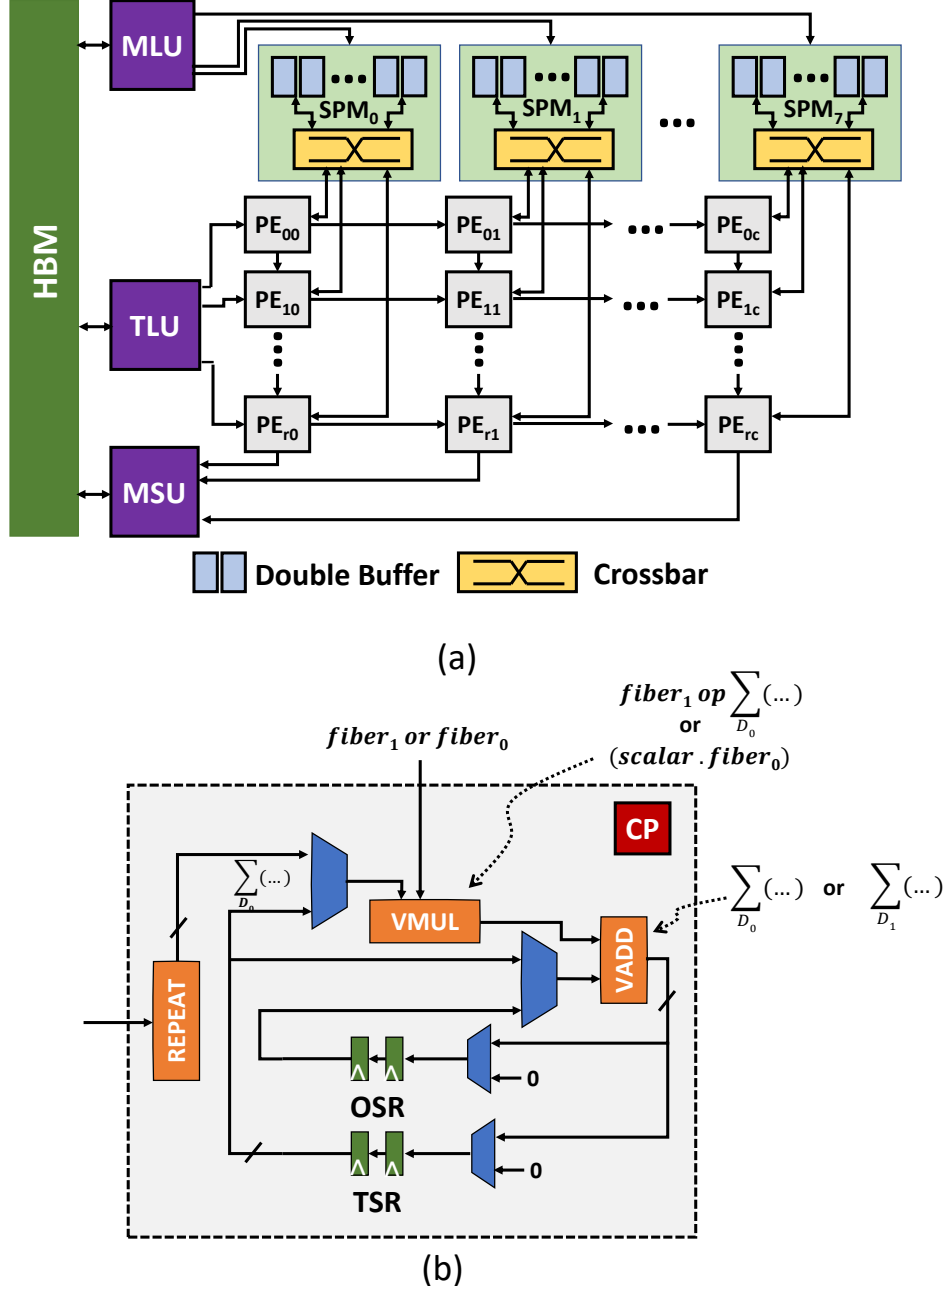 HBM
MLU
SPM0
SPM1
SPM7
PE00
PE01
PE0c
PE10
PE11
PE1c
TLU
PEr0
PEr1
PErc
MSU
Double Buffer
Crossbar
(a)
fiber1 op ∑D0(...)
or
(scalar . fiber0)
fiber1 or fiber0
CP
∑D0(...)
∑D0(...) or ∑D1(...)
VMUL
VADD
REPEAT
0
OSR
0
TSR
(b)